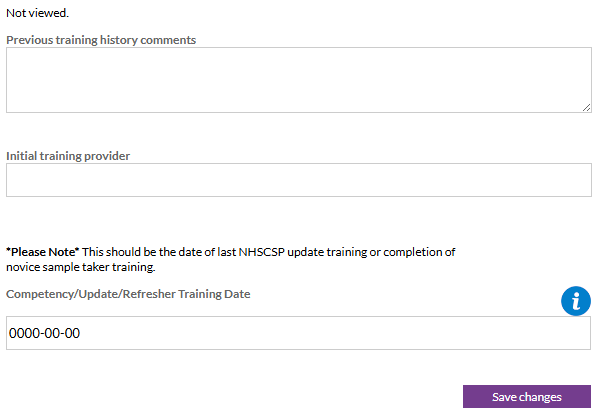 Not viewed.
Previous training history comments
Initial training provider
*Please Note* This should be the date of last NHSCSP update training or completion of
novice sample taker training.
Competency/Update/Refresher Training Date
i
0000-00-00
Save changes